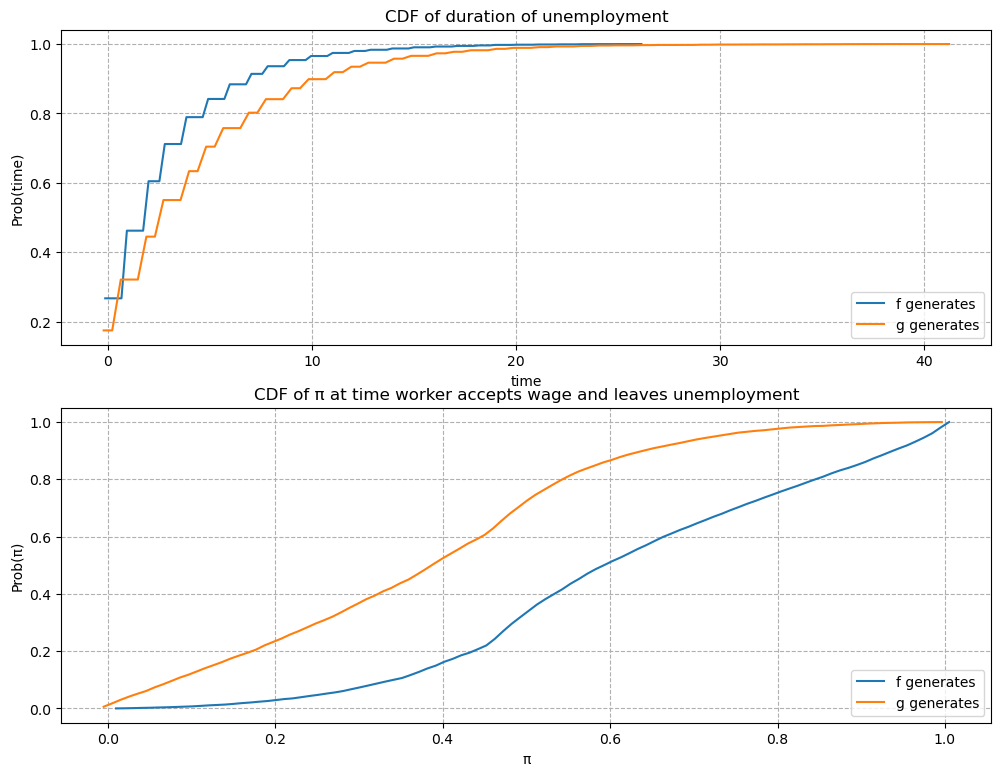 CDF of duration of unemployment
1.0
0.8
0.6
0.4
0.2
Prob(time)
f generates
g generates
0 10 20 30 40
time
CDF of π at time worker accepts wage and leaves unemployment
1.0
0.8
0.6
0.4
0.2
0.0
Prob(π)
f generates
g generates
0.0 0.2 0.4 0.6 0.8 1.0
π